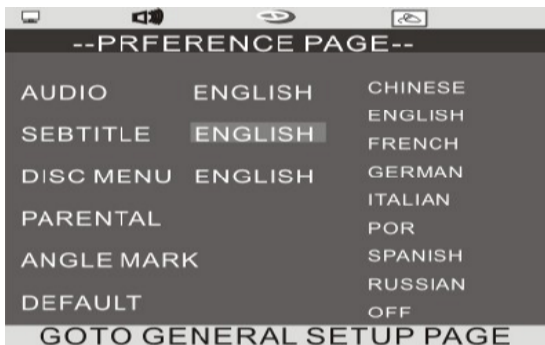 --PRFERENCE PAGE--
AUDIO ENGLISH
SEBTITLE ENGLISH
DISC MENU ENGLISH
PARENTAL
ANGLE MARK
DEFAULT
CHINESE
ENGLISH
FRENCH
GERMAN
ITALIAN
POR
SPANISH
RUSSIAN
OFF
GOTO GENERAL SETUP PAGE